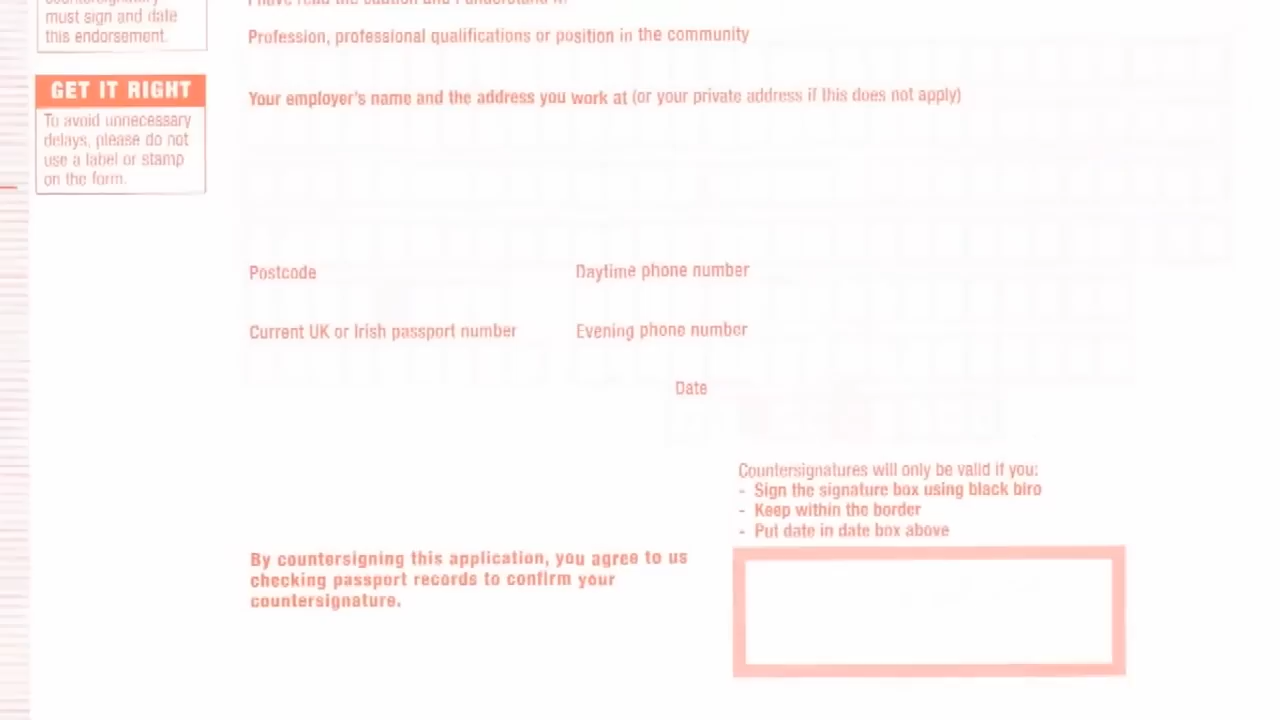 must sign and date
this endorsement.
Profession, professional qualifications or position in the community
GET IT RIGHT
To avoid unnecessary
delays, please do not
use a label or stamp
on the form.
Your employer's name and the address you work at (or your private address if this does not apply)
Postcode
Daytime phone number
Current UK or Irish passport number
Evening phone number
Date
Countersignatures will only be valid if you:
- Sign the signature box using black biro
- Keep within the border
- Put date in date box above
By countersigning this application, you agree to us
checking passport records to confirm your
countersignature.